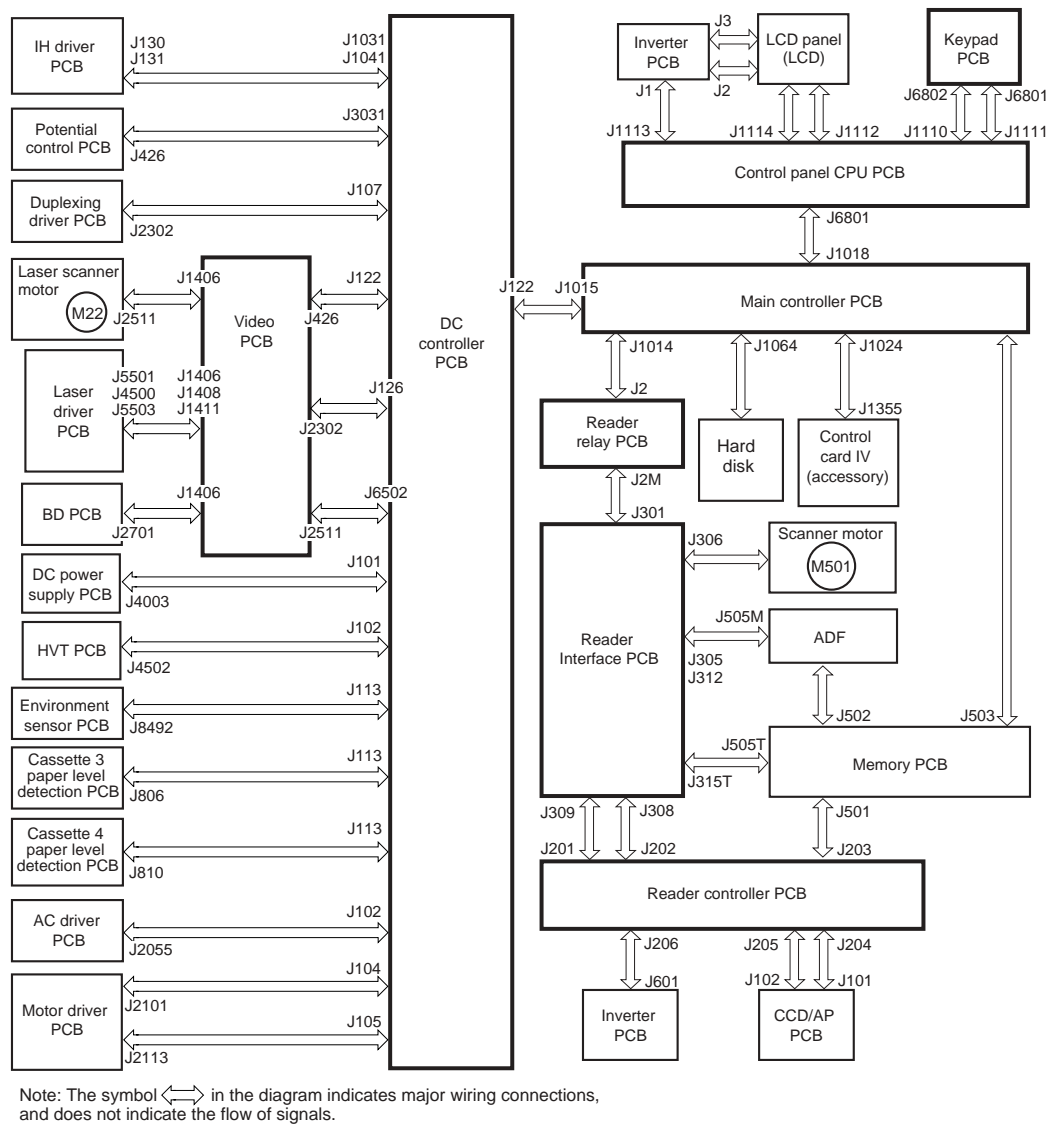 IH driver
PCB
J130
J131
J1031
J1041
Potential
control PCB
J3031
J426
Duplexing
driver PCB
J107
J2302
Laser scanner
motor
M22
J2511
J1406
J122
J426
Video
PCB
Laser
driver
PCB
J5501
J4500
J5503
J1406
J1408
J1411
J126
J2302
BD PCB
J2701
J1406
J6502
J2511
DC
controller
PCB
DC power
supply PCB
J101
J4003
HVT PCB
J102
J4502
Environment
sensor PCB
J113
J8492
Cassette 3
paper level
detection PCB
J113
J806
Cassette 4
paper level
detection PCB
J113
J810
AC driver
PCB
J102
J2055
Motor driver
PCB
J104
J2101
J105
J2113
Inverter
PCB
J3
J2
LCD panel
(LCD)
Keypad
PCB
J1
J6802
J6801
J1113
J1114
J1112
J1110
J1111
Control panel CPU PCB
J6801
J1018
J122
J1015
Main controller PCB
J1014
J1064
J1024
J2
J1355
Reader
relay PCB
Hard
disk
Control
card IV
(accessory)
J2M
J301
Reader
Interface PCB
J306
Scanner motor
M501
J505M
J305
J312
ADF
J502
J503
J505T
J315T
Memory PCB
J309
J308
J501
J201
J202
J203
Reader controller PCB
J206
J205
J204
J601
J102
J101
Inverter
PCB
CCD/AP
PCB
Note: The symbol in the diagram indicates major wiring connections,
and does not indicate the flow of signals.